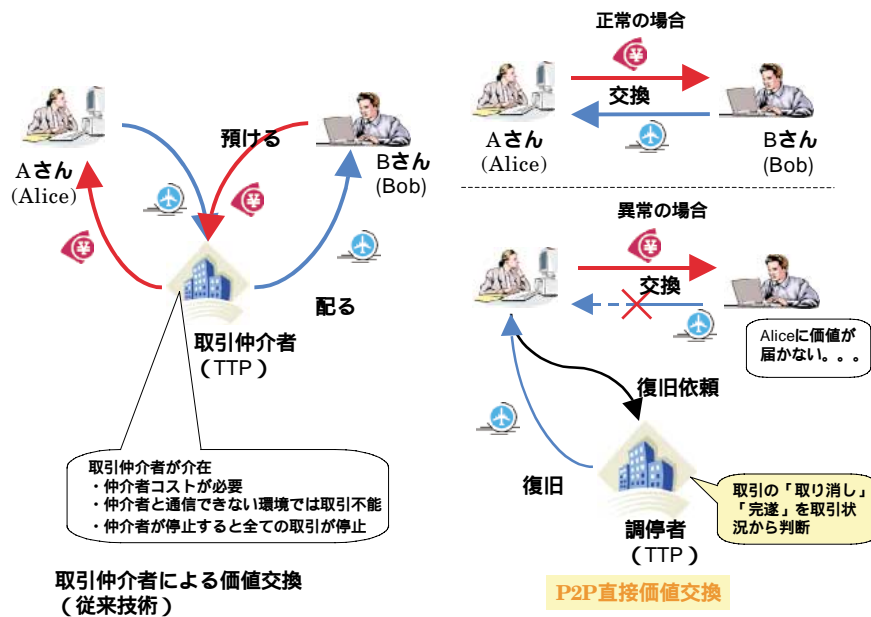 預ける
Aさん
(Alice)
Bさん
(Bob)
配る
取引仲介者
(TTP)
取引仲介者が介在
・仲介者コストが必要
・仲介者と通信できない環境では取引不能
・仲介者が停止すると全ての取引が停止
取引仲介者による価値交換
(従来技術)
正常の場合
¥
交換
Aさん
(Alice)
Bさん
(Bob)
異常の場合
¥
交換
Aliceに価値が
届かない。。。
復旧依頼
復旧
調停者
(TTP)
取引の「取り消し」
「完遂」を取引状
況から判断
P2P直接価値交換
¥
¥